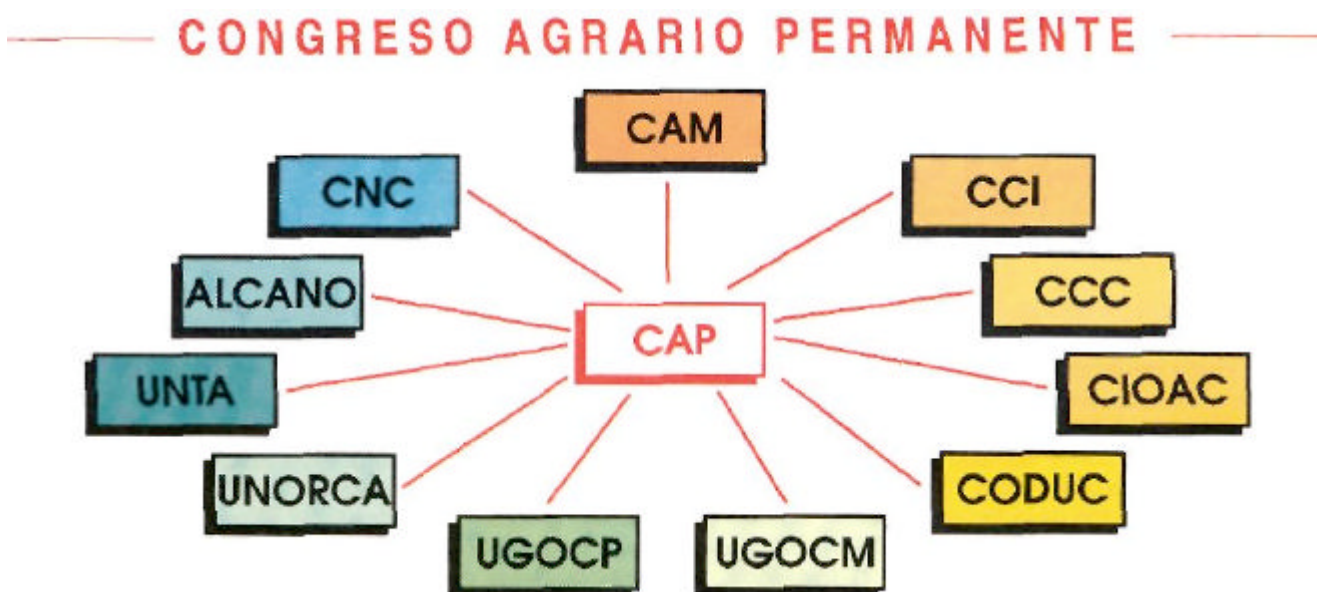 CONGRESO AGRARIO PERMANENTE
CAM
CNC
CCI
ALCANO
CCC
CAP
UNTA
CIOAC
UNORCA
CODUC
UGOCP
UGOCM